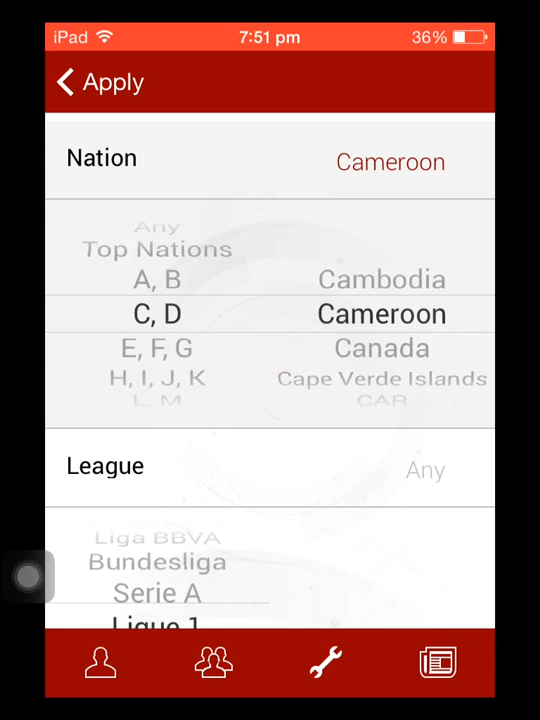 iPad 7:51 pm 36%
Apply
Nation Cameroon
Any
Top Nations
A, B Cambodia
C, D Cameroon
E, F, G Canada
H, I, J, K Cape Verde Islands
L, M CAR
League Any
Liga BBVA
Bundesliga
Serie A
Ligue 1